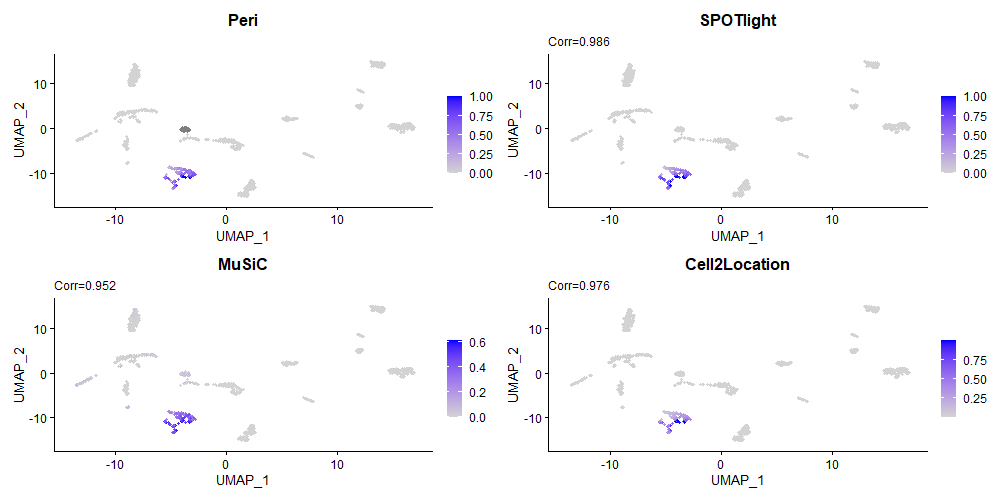 Peri
UMAP_2
10
0
-10
-10
0
10
UMAP_1
1.00
0.75
0.50
0.25
0.00
SPOTlight
Corr=0.986
UMAP_2
10
0
-10
-10
0
10
UMAP_1
1.00
0.75
0.50
0.25
0.00
MuSiC
Corr=0.952
UMAP_2
10
0
-10
-10
0
10
UMAP_1
0.6
0.4
0.2
0.0
Cell2Location
Corr=0.976
UMAP_2
10
0
-10
-10
0
10
UMAP_1
0.75
0.50
0.25